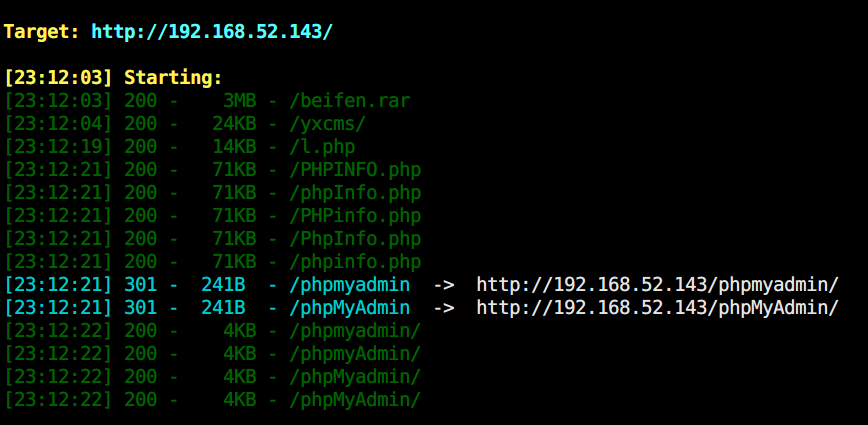 Target: http://192.168.52.143/
[23:12:03] Starting:
[23:12:03] 200 -    3MB - /beifen.rar
[23:12:04] 200 -   24KB - /yxcms/
[23:12:19] 200 -   14KB - /l.php
[23:12:21] 200 -   71KB - /PHPINFO.php
[23:12:21] 200 -   71KB - /phpInfo.php
[23:12:21] 200 -   71KB - /PHPinfo.php
[23:12:21] 200 -   71KB - /PhpInfo.php
[23:12:21] 200 -   71KB - /phpinfo.php
[23:12:21] 301 -  241B  - /phpmyadmin  ->  http://192.168.52.143/phpmyadmin/
[23:12:21] 301 -  241B  - /phpMyAdmin  ->  http://192.168.52.143/phpMyAdmin/
[23:12:22] 200 -    4KB - /phpmyadmin/
[23:12:22] 200 -    4KB - /phpmyAdmin/
[23:12:22] 200 -    4KB - /phpMyadmin/
[23:12:22] 200 -    4KB - /phpMyAdmin/